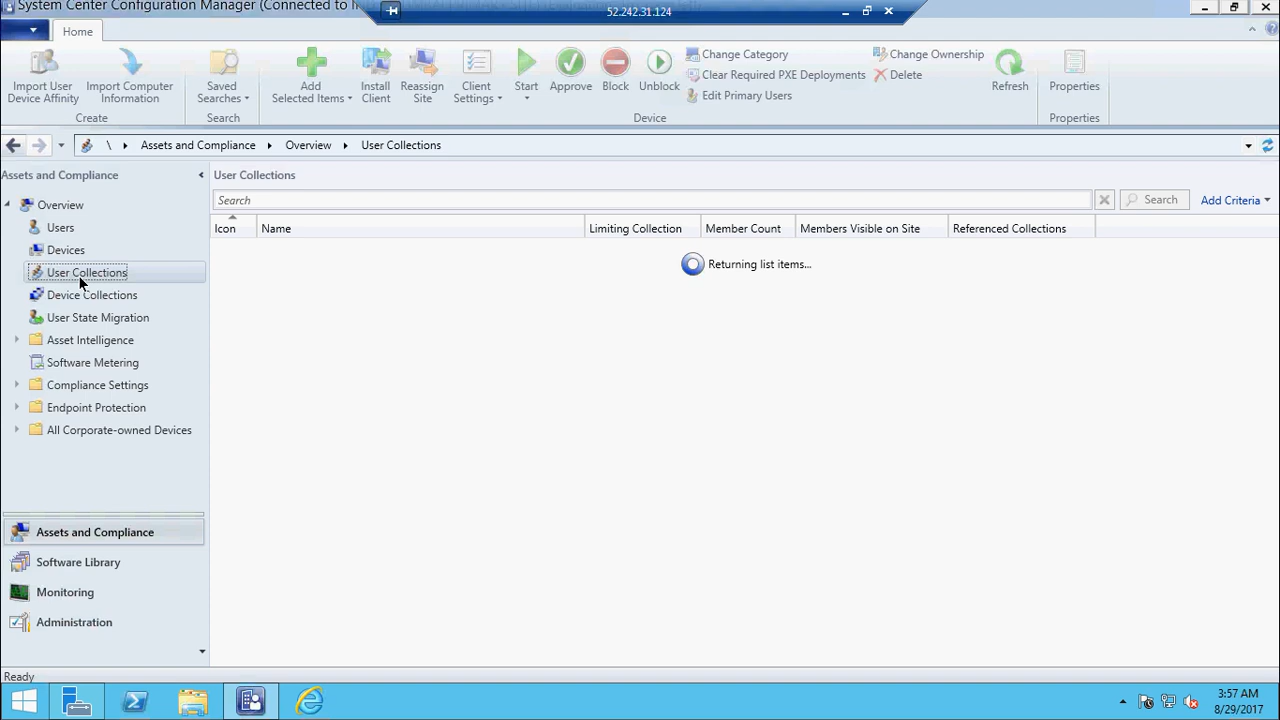 System Center Configuration Manager (Connected to
52.242.31.124
Home
Import User
Device Affinity
Import Computer
Information
Create
Saved
Searches
Search
Add
Selected Items
Install
Client
Reassign
Site
Client
Settings
Start
Approve
Block
Unblock
Change Category
Clear Required PXE Deployments
Edit Primary Users
Device
Change Ownership
Delete
Refresh
Properties
Properties
\ Assets and Compliance Overview User Collections
Assets and Compliance
Overview
Users
Devices
User Collections
Device Collections
User State Migration
Asset Intelligence
Software Metering
Compliance Settings
Endpoint Protection
All Corporate-owned Devices
Assets and Compliance
Software Library
Monitoring
Administration
User Collections
Search
Search
Add Criteria
Icon Name Limiting Collection Member Count Members Visible on Site Referenced Collections
Returning list items...
Ready
3:57 AM
8/29/2017